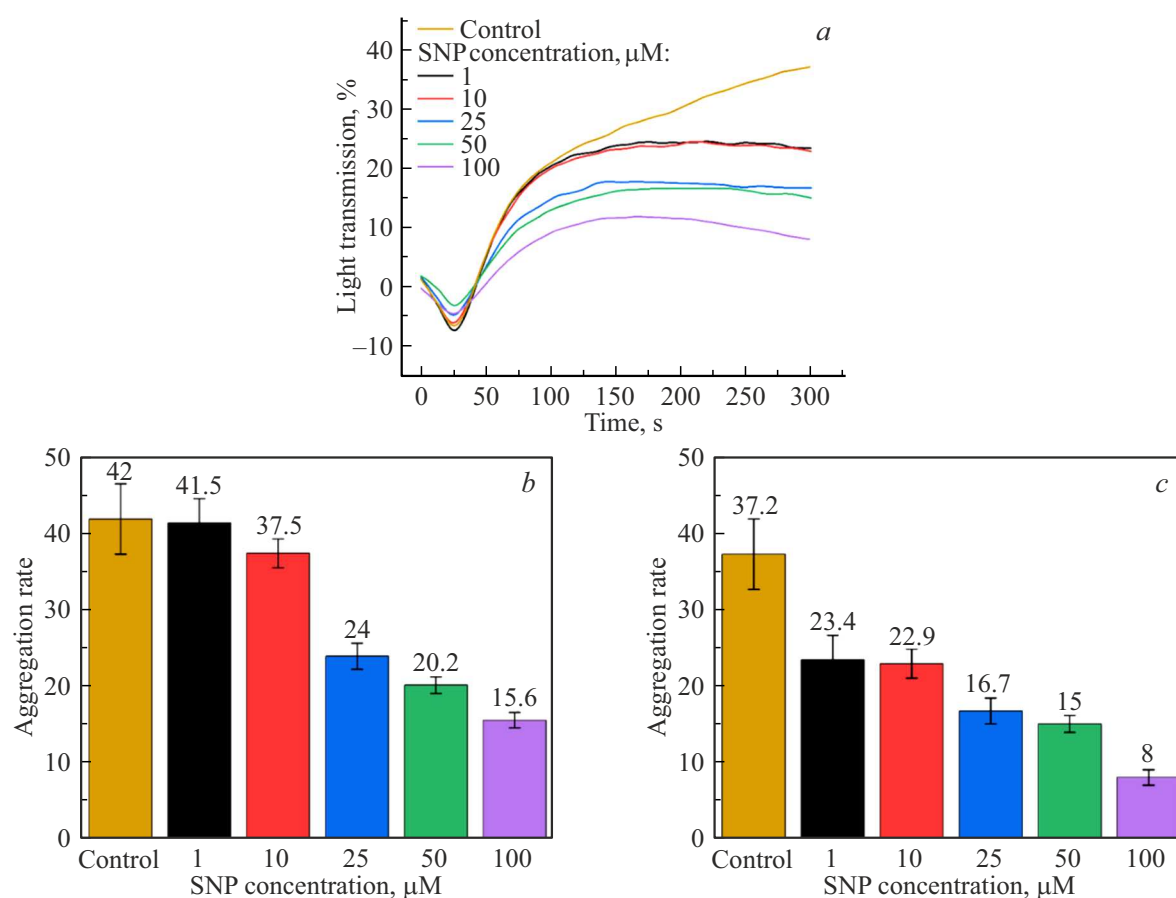 Control
SNP concentration, μM:
1
10
25
50
100
a
40
30
20
10
0
–10
Light transmission, %
0 50 100 150 200 250 300
Time, s
b
50
40
30
20
10
0
Aggregation rate
42
41.5
37.5
24
20.2
15.6
Control 1 10 25 50 100
SNP concentration, μM
c
50
40
30
20
10
0
Aggregation rate
37.2
23.4
22.9
16.7
15
8
Control 1 10 25 50 100
SNP concentration, μM